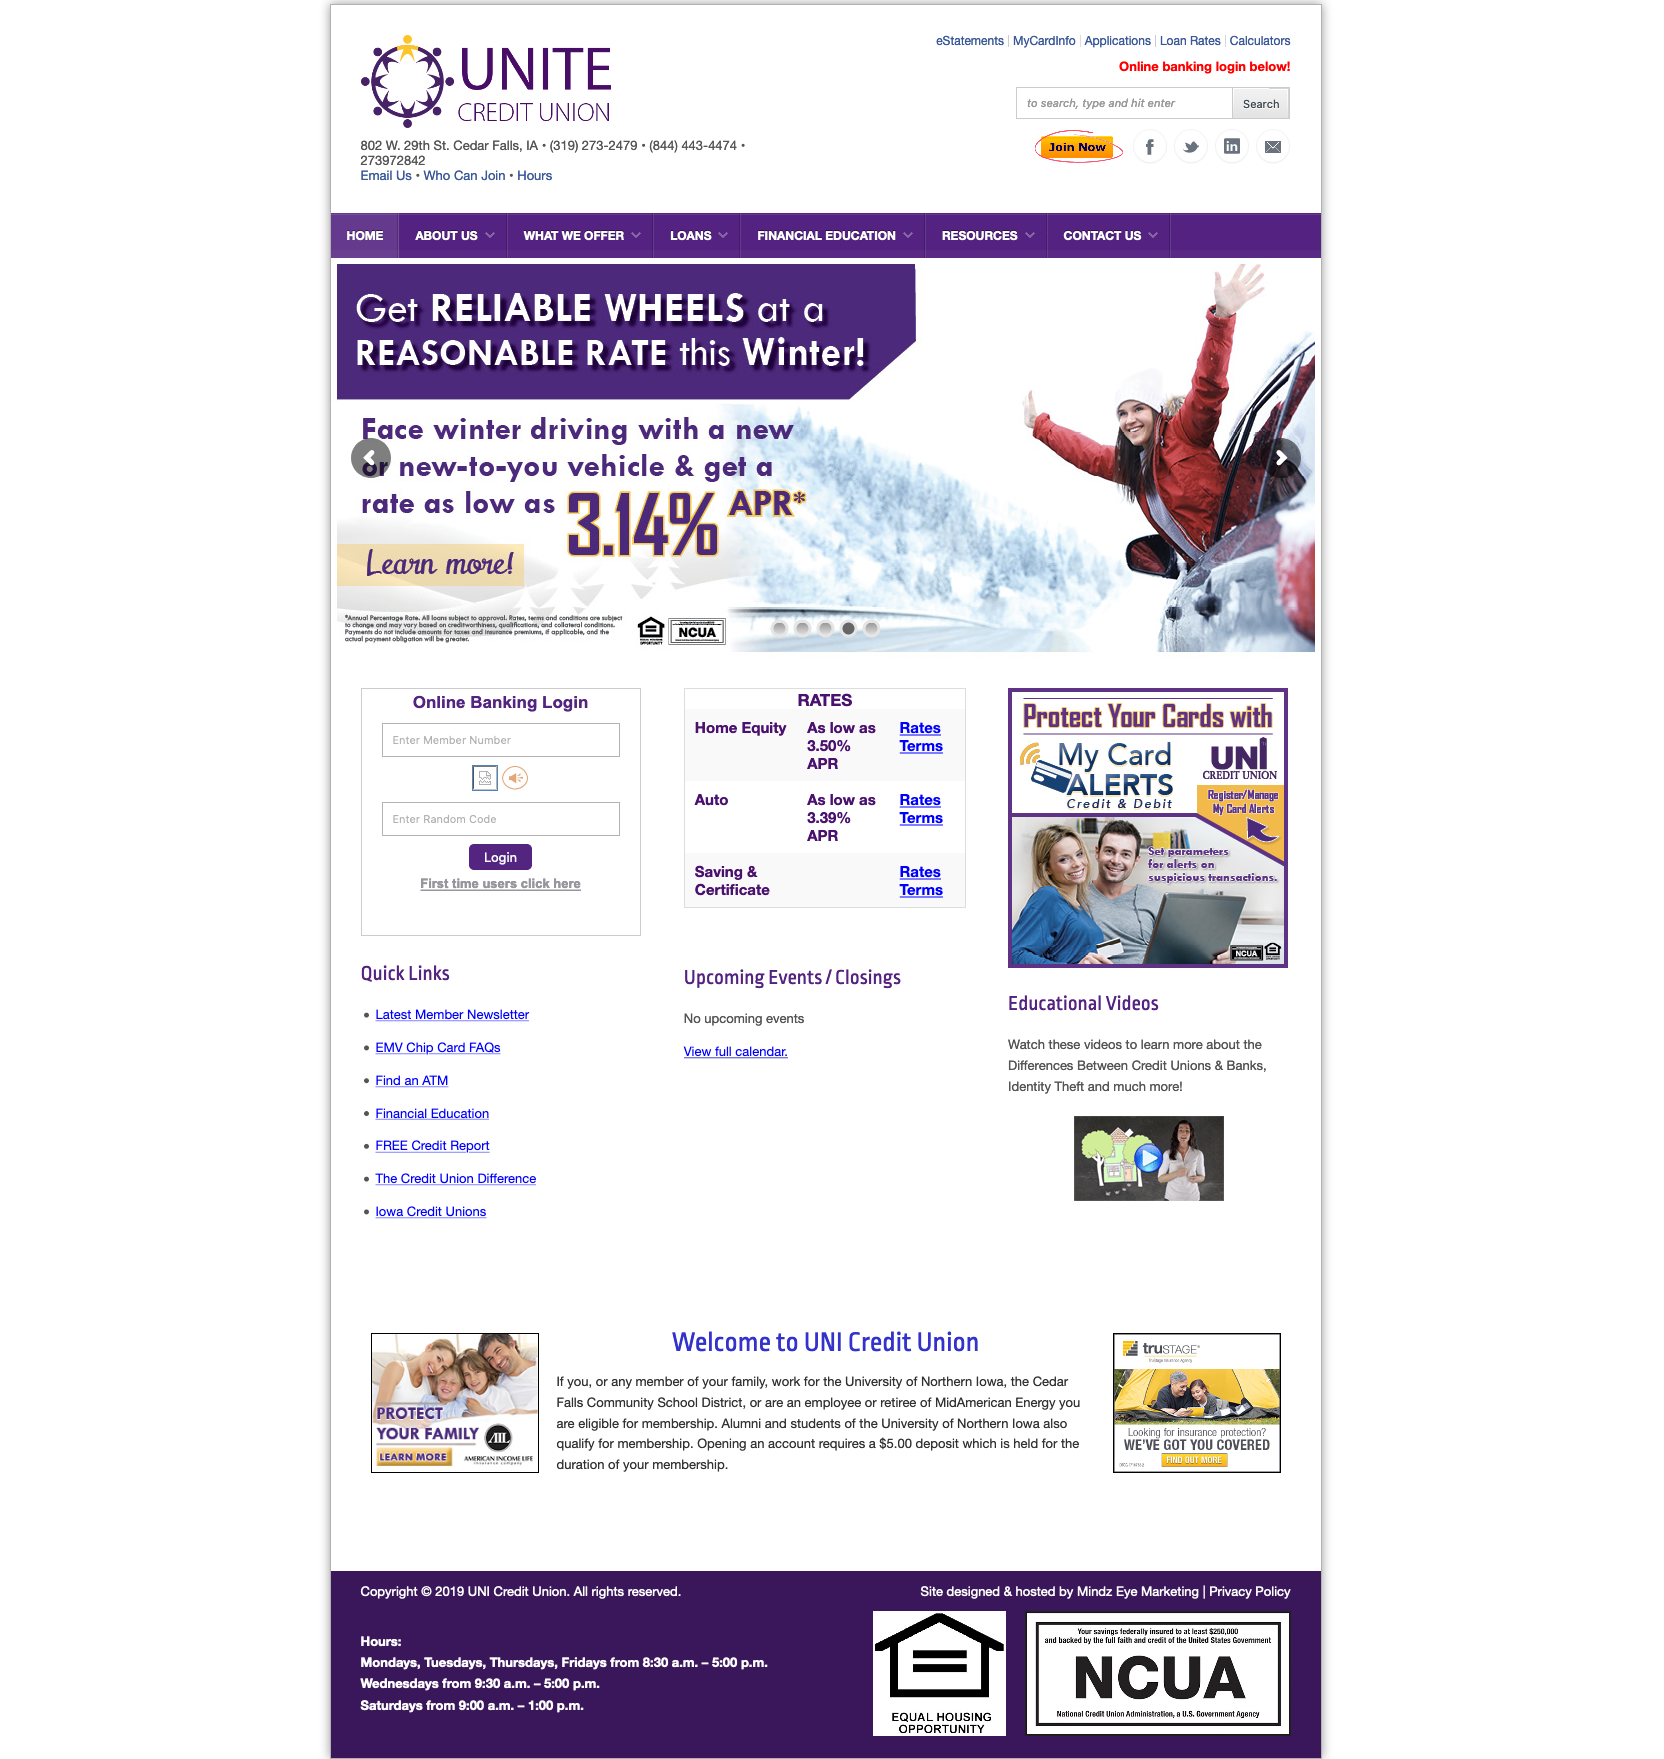 UNITE
CREDIT UNION
802 W. 29th St. Cedar Falls, IA • (319) 273-2479 • (844) 443-4474 •
273972842
Email Us • Who Can Join • Hours
eStatements | MyCardInfo | Applications | Loan Rates | Calculators
Online banking login below!
to search, type and hit enter
Search
Join Now
HOME
ABOUT US
WHAT WE OFFER
LOANS
FINANCIAL EDUCATION
RESOURCES
CONTACT US
Get RELIABLE WHEELS at a
REASONABLE RATE this Winter!
Face winter driving with a new
or new-to-you vehicle & get a
rate as low as 3.14% APR*
Learn more!
*Annual Percentage Rate. All loans subject to approval. Rates, terms and conditions are subject
to change and may vary based on creditworthiness, qualifications, and collateral conditions.
Payments do not include amounts for taxes and insurance premiums, if applicable, and the
actual payment obligation will be greater.
NCUA
Online Banking Login
Enter Member Number
Enter Random Code
Login
First time users click here
RATES
Home Equity As low as 3.50% APR Rates Terms
Auto As low as 3.39% APR Rates Terms
Saving & Certificate Rates Terms
Protect Your Cards with
My Card
ALERTS
Credit & Debit
UNI
CREDIT UNION
Register/Manage
My Card Alerts
Set parameters
for alerts on
suspicious transactions.
NCUA
Quick Links
• Latest Member Newsletter
• EMV Chip Card FAQs
• Find an ATM
• Financial Education
• FREE Credit Report
• The Credit Union Difference
• Iowa Credit Unions
Upcoming Events / Closings
No upcoming events
View full calendar.
Educational Videos
Watch these videos to learn more about the
Differences Between Credit Unions & Banks,
Identity Theft and much more!
PROTECT
YOUR FAMILY
LEARN MORE
AIL
AMERICAN INCOME LIFE
insurance company
Welcome to UNI Credit Union
If you, or any member of your family, work for the University of Northern Iowa, the Cedar
Falls Community School District, or are an employee or retiree of MidAmerican Energy you
are eligible for membership. Alumni and students of the University of Northern Iowa also
qualify for membership. Opening an account requires a $5.00 deposit which is held for the
duration of your membership.
truSTAGE®
TruStage Insurance Agency
Looking for insurance protection?
WE'VE GOT YOU COVERED
FIND OUT MORE
Copyright © 2019 UNI Credit Union. All rights reserved.
Site designed & hosted by Mindz Eye Marketing | Privacy Policy
Hours:
Mondays, Tuesdays, Thursdays, Fridays from 8:30 a.m. – 5:00 p.m.
Wednesdays from 9:30 a.m. – 5:00 p.m.
Saturdays from 9:00 a.m. – 1:00 p.m.
EQUAL HOUSING
OPPORTUNITY
Your savings federally insured to at least $250,000
and backed by the full faith and credit of the United States Government
NCUA
National Credit Union Administration, a U.S. Government Agency